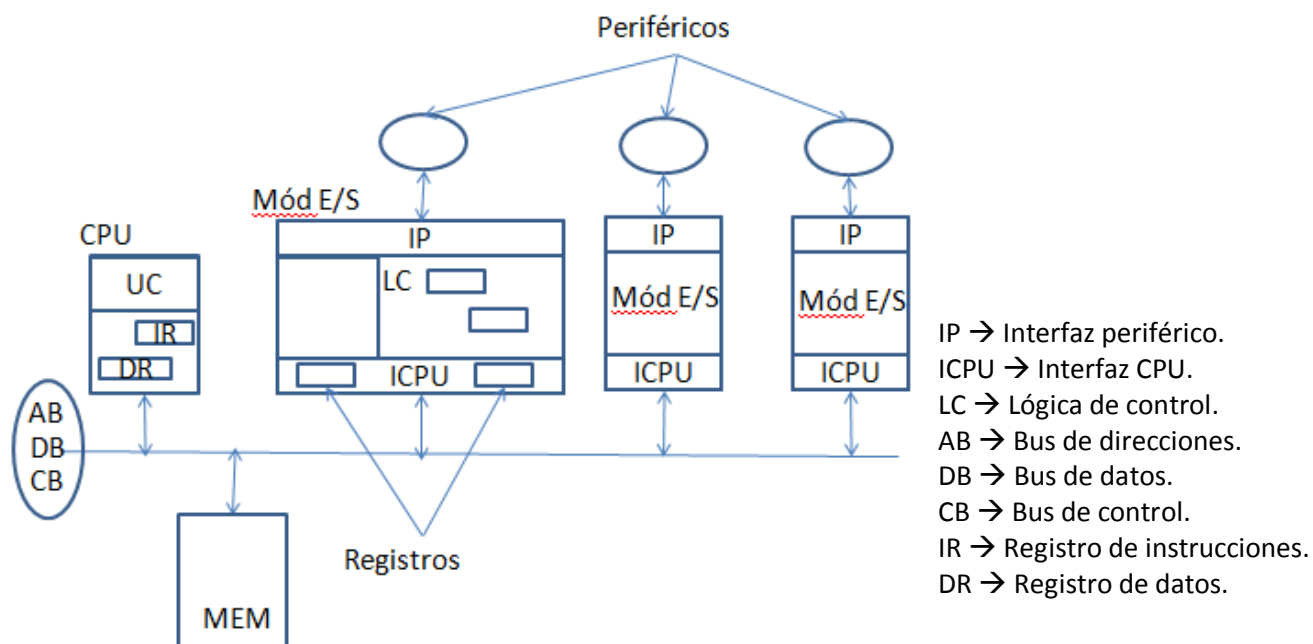 Periféricos
Mód E/S
IP
IP
IP
CPU
UC
LC
IR
DR
Mód E/S
Mód E/S
ICPU
ICPU
ICPU
AB
DB
CB
Registros
MEM
IP → Interfaz periférico.
ICPU → Interfaz CPU.
LC → Lógica de control.
AB → Bus de direcciones.
DB → Bus de datos.
CB → Bus de control.
IR → Registro de instrucciones.
DR → Registro de datos.